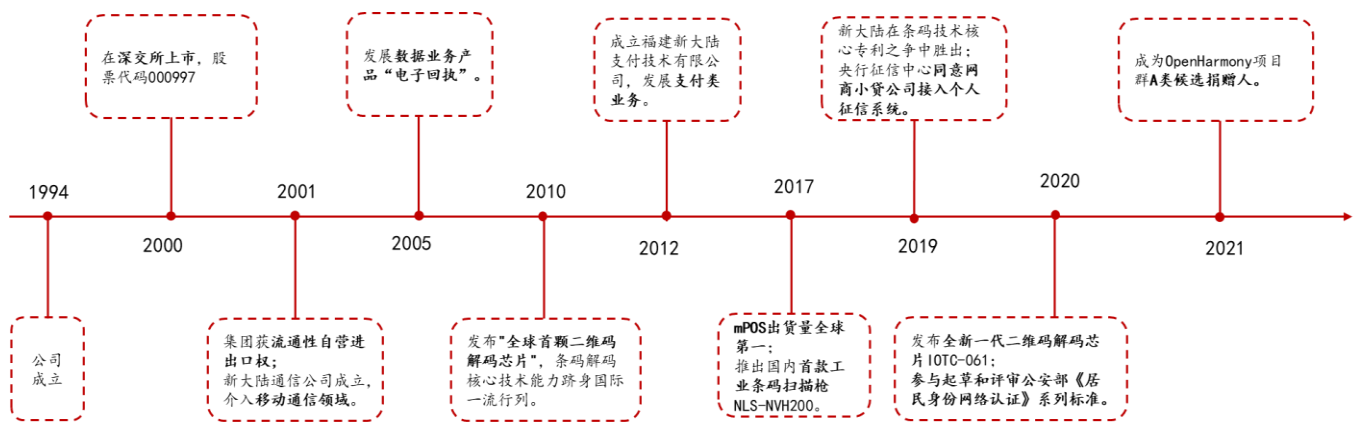 在深交所上市，股
票代码000997
发展数据业务产
品“电子回执”。
成立福建新大陆
支付技术有限公
司，发展支付类
业务。
新大陆在条码技术核
心专利之争中胜出；
央行征信中心同意网
商小贷公司接入个人
征信系统。
成为OpenHarmony项目
群A类候选捐赠人。
1994
2001
2010
2017
2020
2000
2005
2012
2019
2021
公司
成立
集团获流通性自营进
出口权；
新大陆通信公司成立，
介入移动通信领域。
发布"全球首颗二维码
解码芯片"，条码解码
核心技术能力跻身国际
一流行列。
mPOS出货量全球
第一；
推出国内首款工
业条码扫描枪
NLS-NVH200。
发布全新一代二维码解码芯
片IOTC-061；
参与起草和评审公安部《居
民身份网络认证》系列标准。